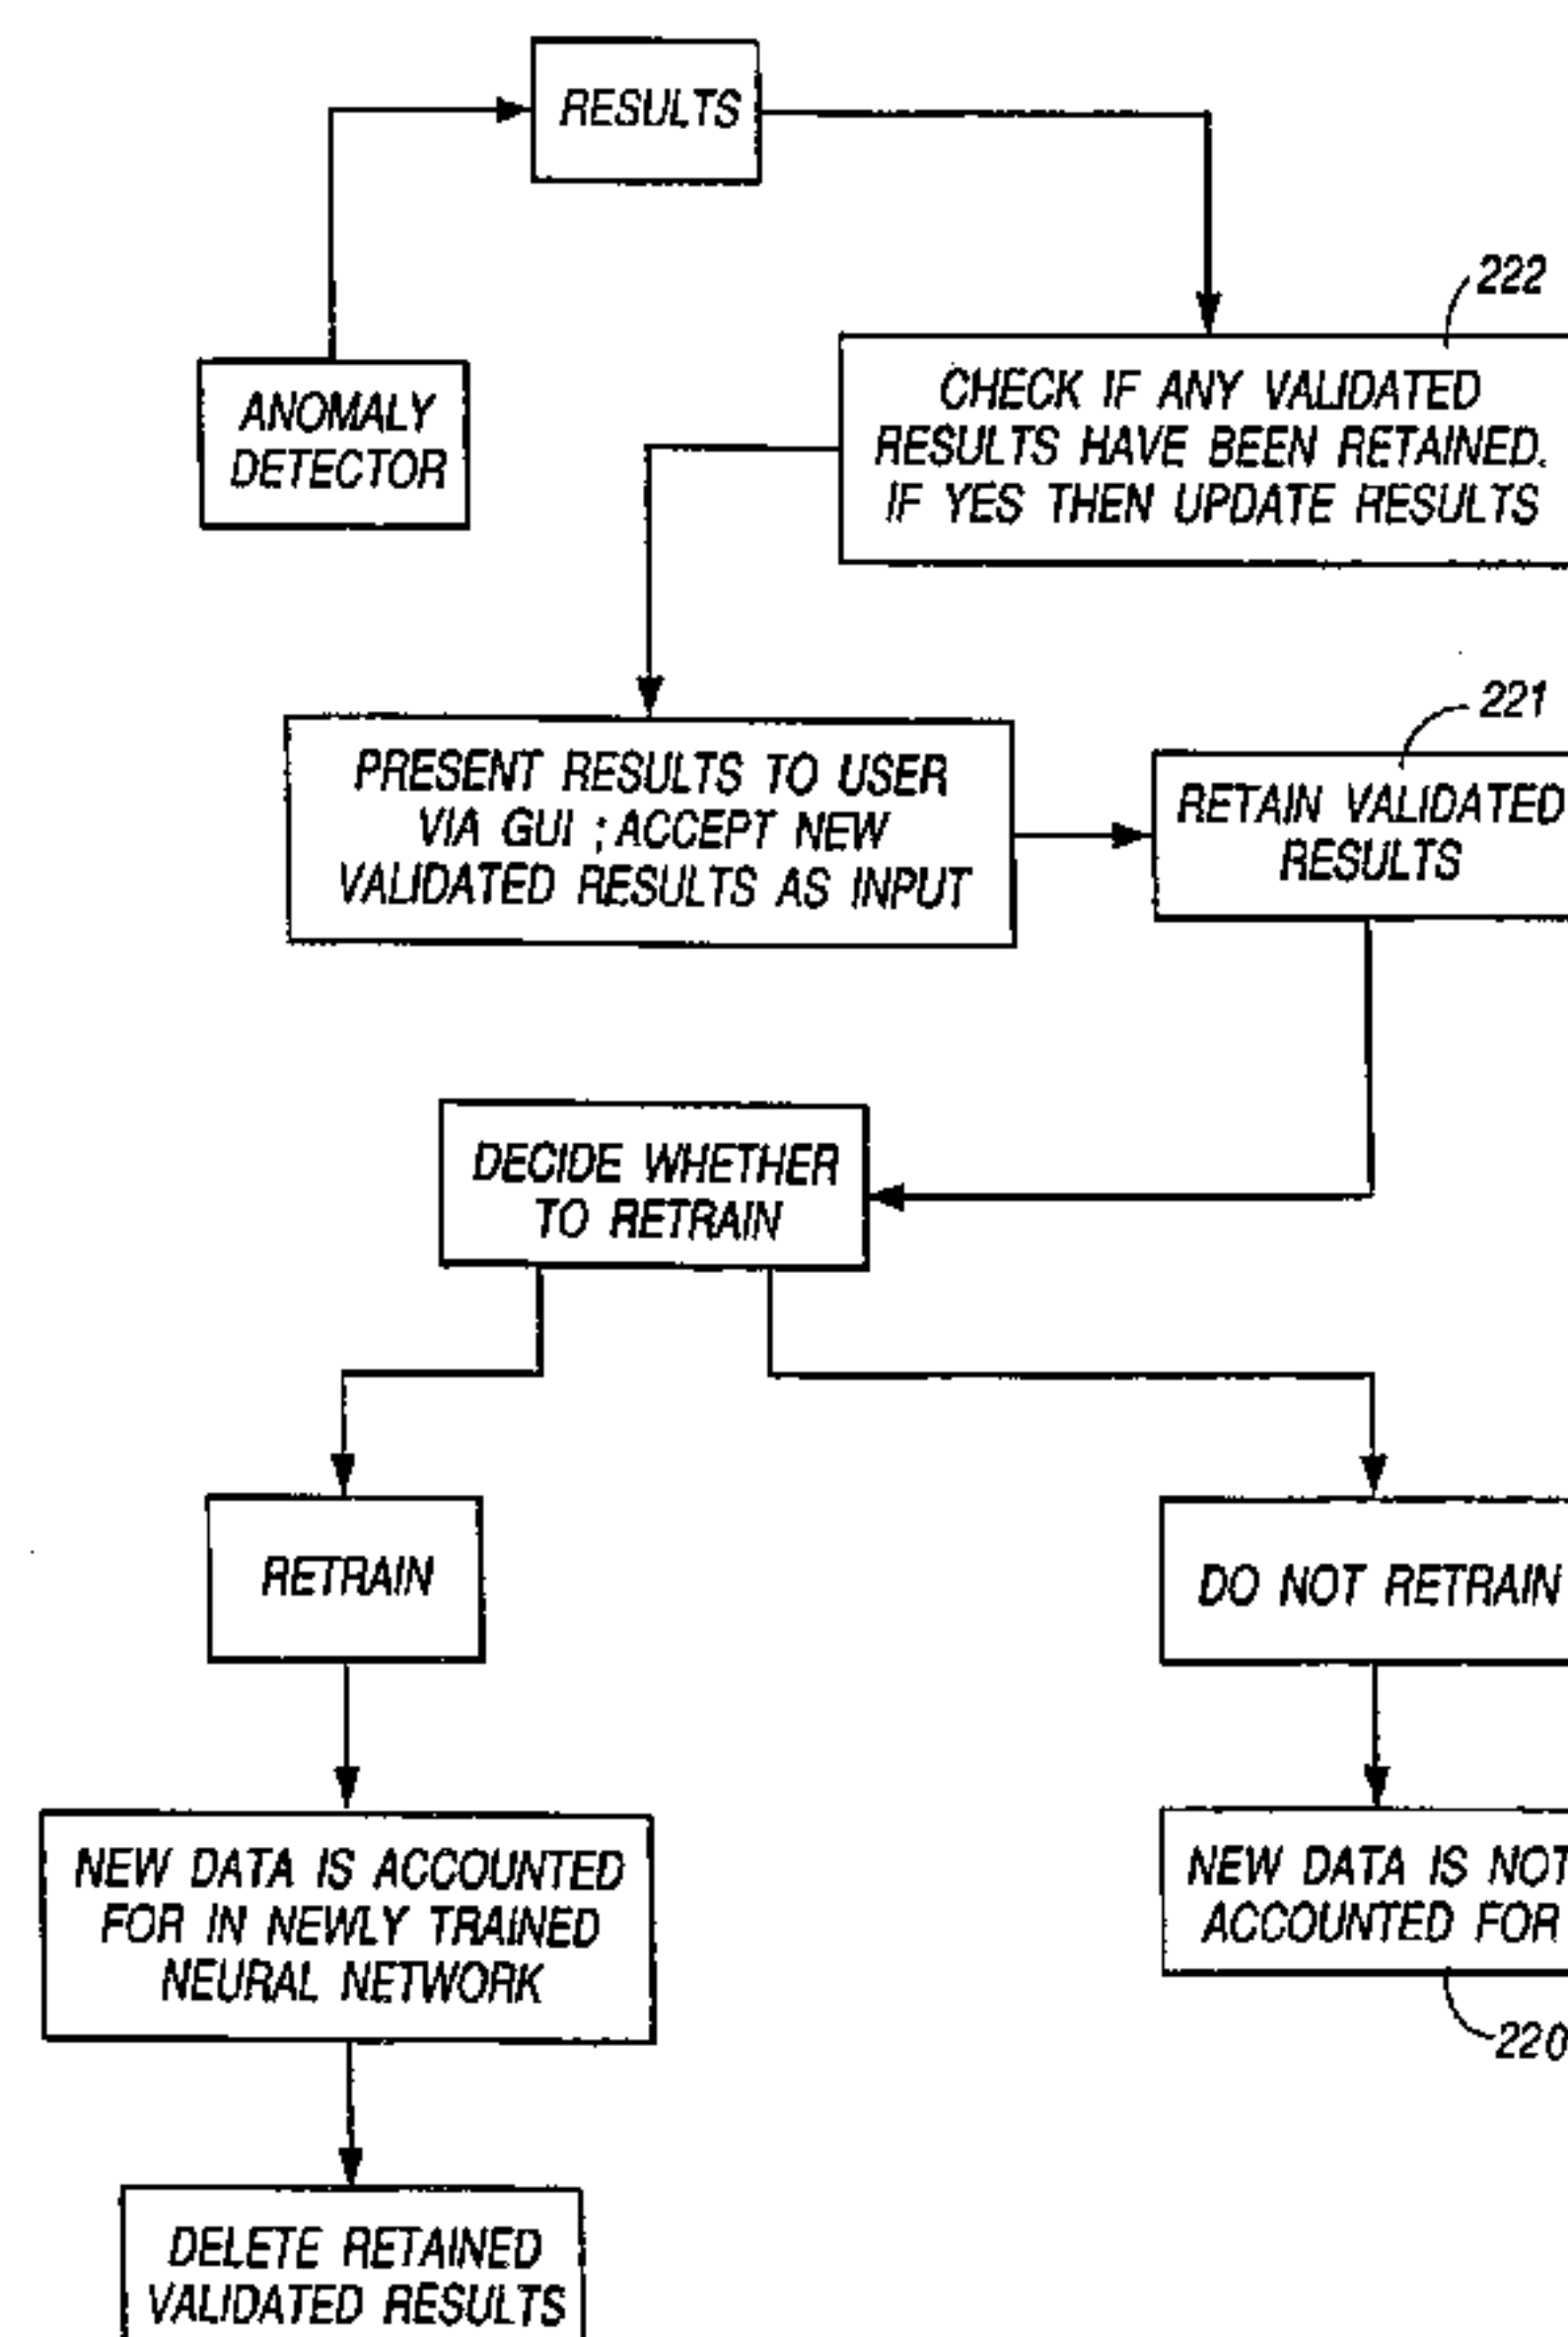 RESULTS
222
ANOMALY
DETECTOR
CHECK IF ANY VALIDATED
RESULTS HAVE BEEN RETAINED.
IF YES THEN UPDATE RESULTS
221
PRESENT RESULTS TO USER
VIA GUI ; ACCEPT NEW
VALIDATED RESULTS AS INPUT
RETAIN VALIDATED
RESULTS
DECIDE WHETHER
TO RETRAIN
RETRAIN
DO NOT RETRAIN
NEW DATA IS ACCOUNTED
FOR IN NEWLY TRAINED
NEURAL NETWORK
NEW DATA IS NOT
ACCOUNTED FOR
220
DELETE RETAINED
VALIDATED RESULTS